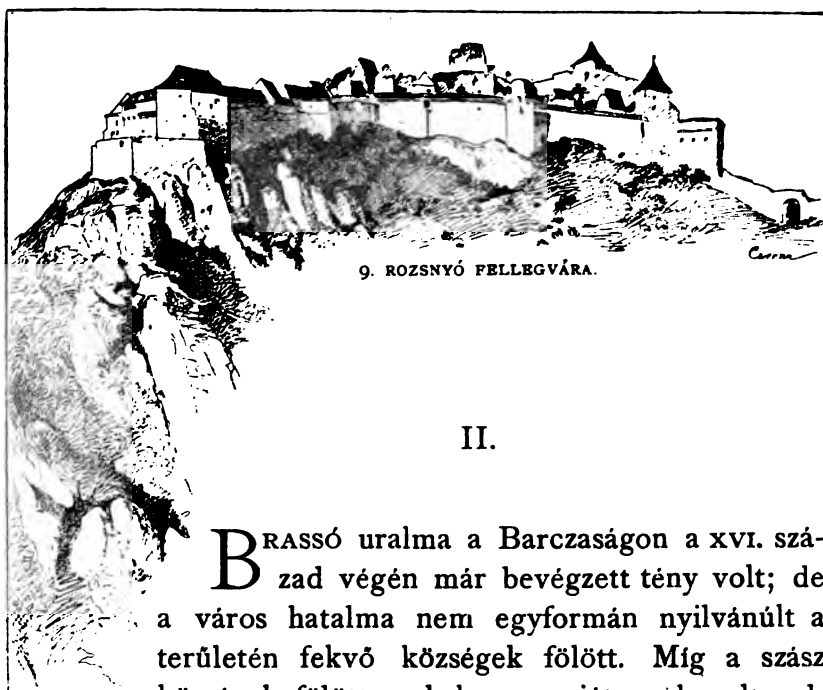 9. ROZSNYÓ FELLEGVÁRA.
II.
BRASSÓ uralma a Barczaságon a XVI. szá-
zad végén már bevégzett tény volt; de
a város hatalma nem egyformán nyilvánúlt a
területén fekvő községek fölött. Míg a szász